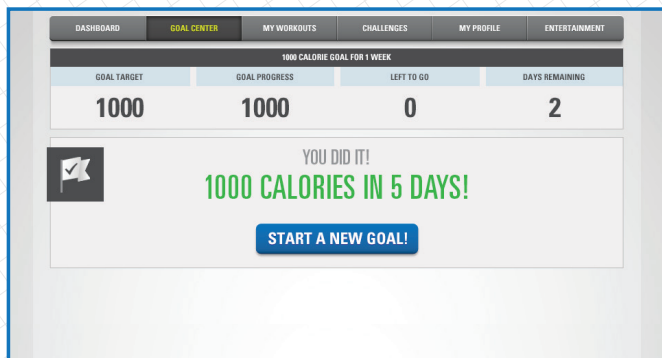 DASHBOARD GOAL CENTER MY WORKOUTS CHALLENGES MY PROFILE ENTERTAINMENT
1000 CALORIE GOAL FOR 1 WEEK
GOAL TARGET GOAL PROGRESS LEFT TO GO DAYS REMAINING
1000 1000 0 2
YOU DID IT!
1000 CALORIES IN 5 DAYS!
START A NEW GOAL!